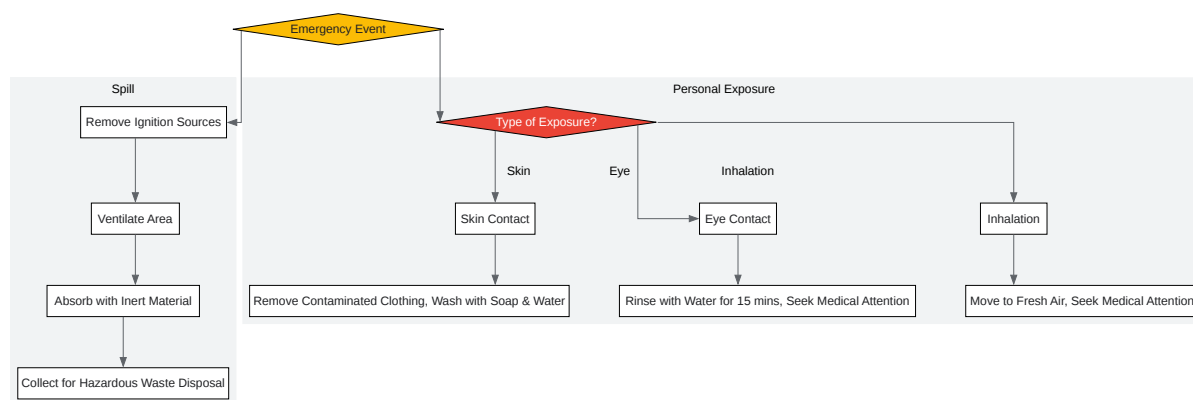 Emergency Event
Spill
Personal Exposure
Remove Ignition Sources
Type of Exposure?
Skin
Eye
Inhalation
Ventilate Area
Skin Contact
Eye Contact
Inhalation
Absorb with Inert Material
Remove Contaminated Clothing, Wash with Soap & Water
Rinse with Water for 15 mins, Seek Medical Attention
Move to Fresh Air, Seek Medical Attention
Collect for Hazardous Waste Disposal